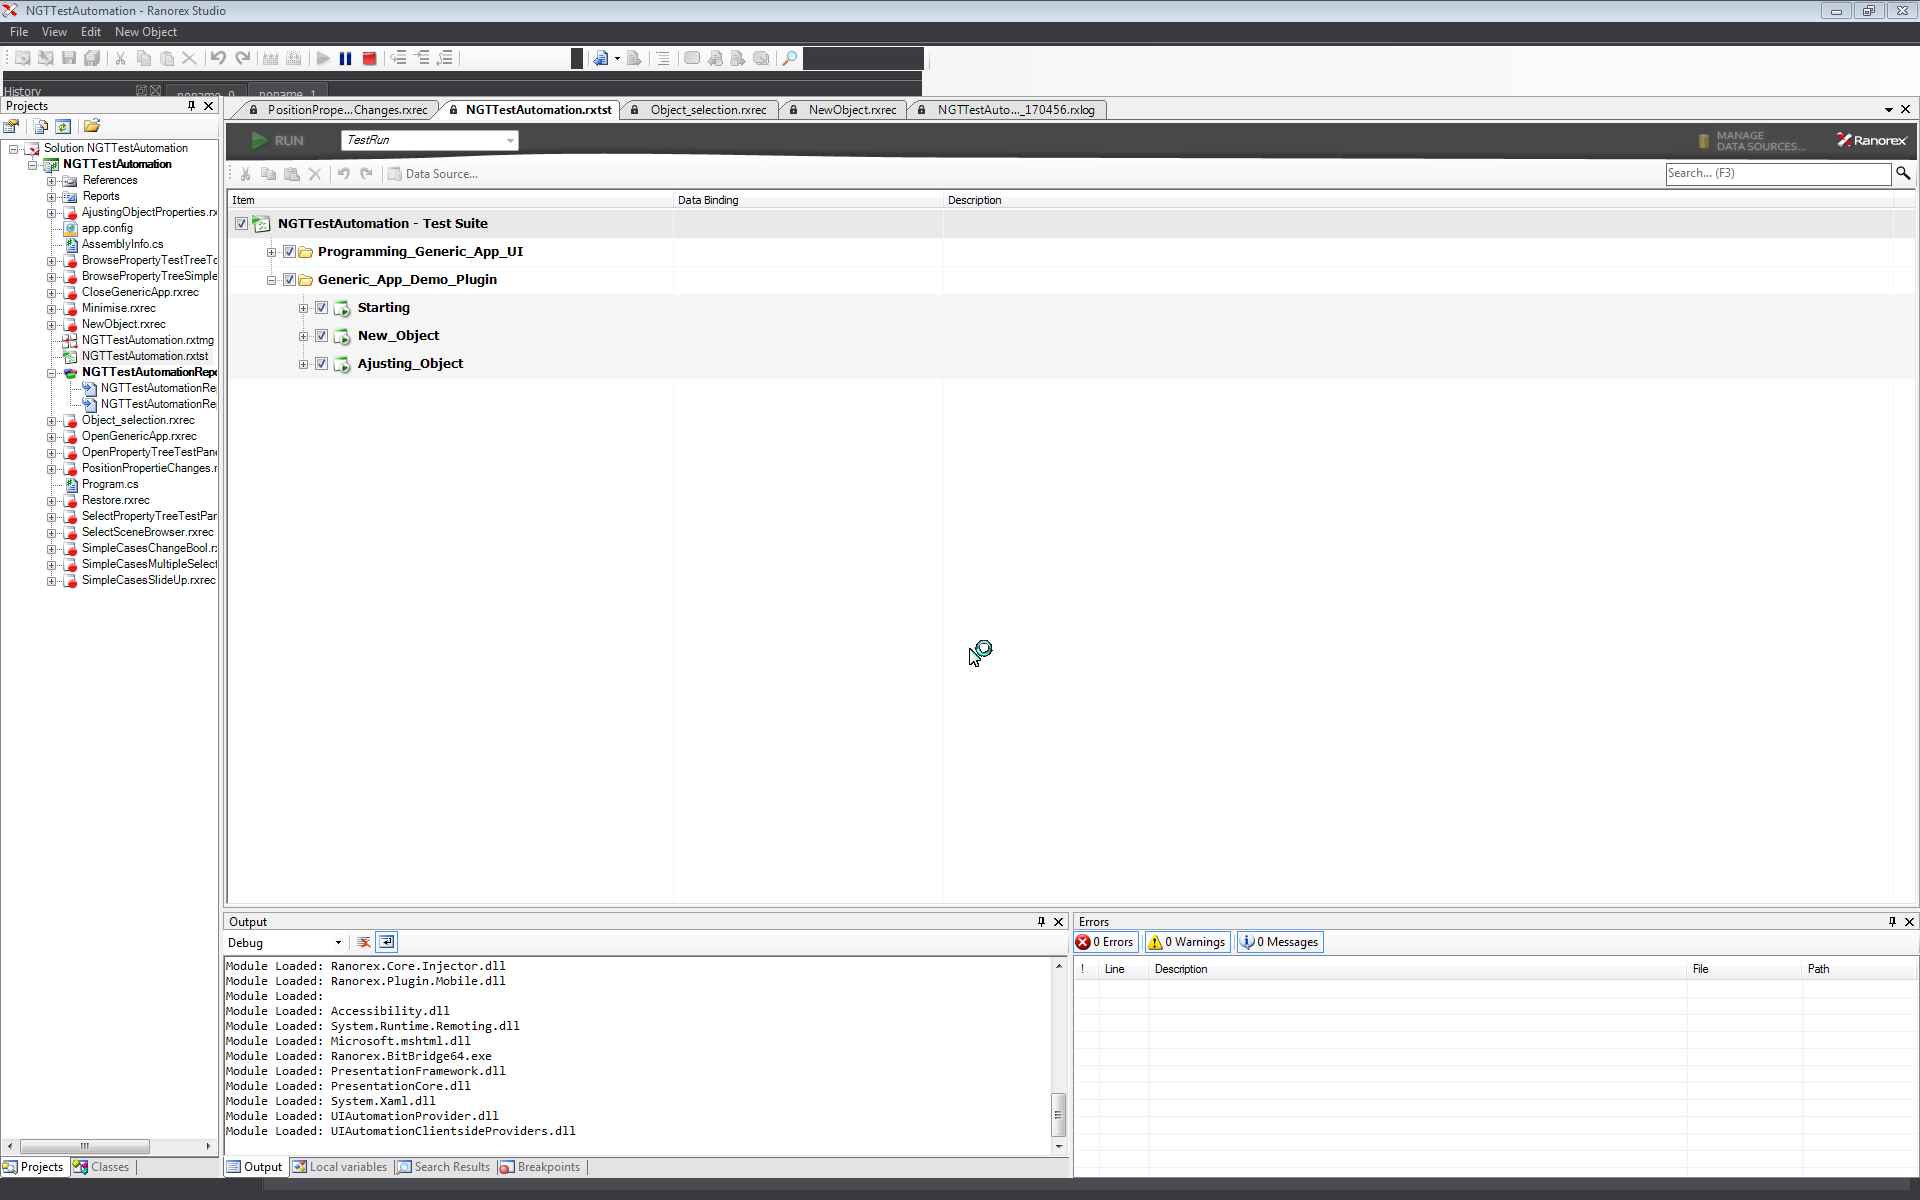 NGTTestAutomation - Ranorex Studio
File View Edit New Object
History
noname_0 noname_1
Projects
PositionPrope...Changes.rxrec NGTTestAutomation.rxtst Object_selection.rxrec NewObject.rxrec NGTTestAuto..._170456.rxlog
RUN TestRun MANAGE DATA SOURCES... Ranorex
Data Source... Search... (F3)
Solution NGTTestAutomation
NGTTestAutomation
References
Reports
AjustingObjectProperties.rx
app.config
AssemblyInfo.cs
BrowsePropertyTestTreeTo
BrowsePropertyTreeSimple
CloseGenericApp.rxrec
Minimise.rxrec
NewObject.rxrec
NGTTestAutomation.rxtmg
NGTTestAutomation.rxtst
NGTTestAutomationRepo
NGTTestAutomationRe
NGTTestAutomationRe
Object_selection.rxrec
OpenGenericApp.rxrec
OpenPropertyTreeTestPane
PositionPropertieChanges.r
Program.cs
Restore.rxrec
SelectPropertyTreeTestPan
SelectSceneBrowser.rxrec
SimpleCasesChangeBool.rx
SimpleCasesMultipleSelect
SimpleCasesSlideUp.rxrec
Projects Classes
Item Data Binding Description
NGTTestAutomation - Test Suite
Programming_Generic_App_UI
Generic_App_Demo_Plugin
Starting
New_Object
Ajusting_Object
Output
Debug
Module Loaded: Ranorex.Core.Injector.dll
Module Loaded: Ranorex.Plugin.Mobile.dll
Module Loaded:
Module Loaded: Accessibility.dll
Module Loaded: System.Runtime.Remoting.dll
Module Loaded: Microsoft.mshtml.dll
Module Loaded: Ranorex.BitBridge64.exe
Module Loaded: PresentationFramework.dll
Module Loaded: PresentationCore.dll
Module Loaded: System.Xaml.dll
Module Loaded: UIAutomationProvider.dll
Module Loaded: UIAutomationClientsideProviders.dll
Output Local variables Search Results Breakpoints
Errors
0 Errors 0 Warnings 0 Messages
! Line Description File Path